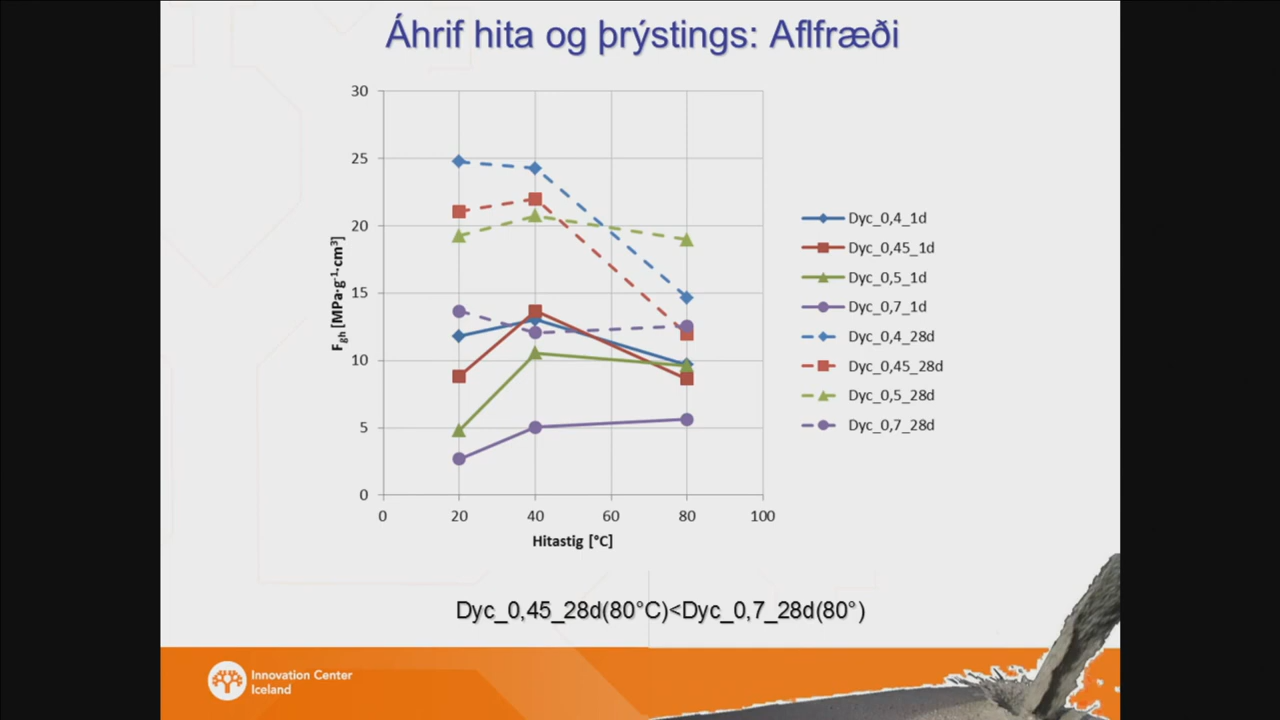 Áhrif hita og þrýstings: Aflfræði
30
25
20
15
10
5
0
F_gh [MPa·g⁻¹·cm³]
0 20 40 60 80 100
Hitastig [°C]
Dyc_0,4_1d
Dyc_0,45_1d
Dyc_0,5_1d
Dyc_0,7_1d
Dyc_0,4_28d
Dyc_0,45_28d
Dyc_0,5_28d
Dyc_0,7_28d
Dyc_0,45_28d(80°C)<Dyc_0,7_28d(80°)
Innovation Center
Iceland